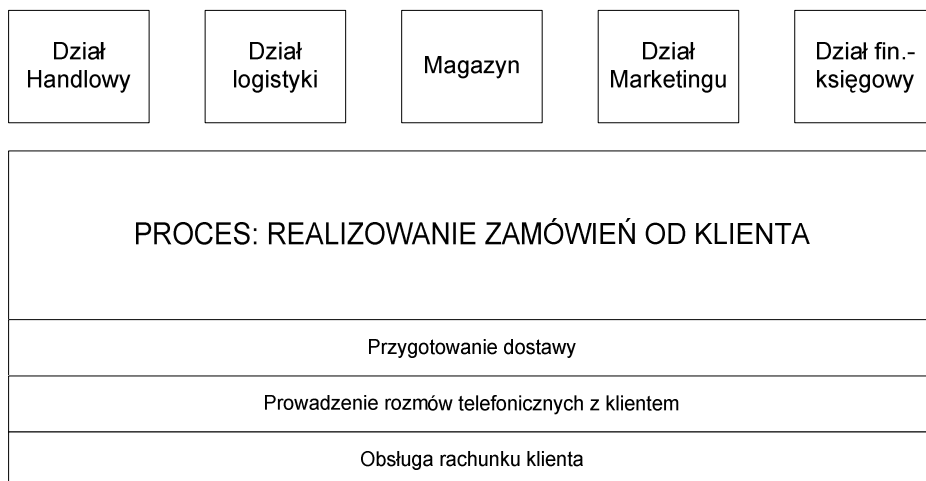 Dział
Handlowy
Dział
logistyki
Magazyn
Dział
Marketingu
Dział fin.-
księgowy
PROCES: REALIZOWANIE ZAMÓWIEŃ OD KLIENTA
Przygotowanie dostawy
Prowadzenie rozmów telefonicznych z klientem
Obsługa rachunku klienta